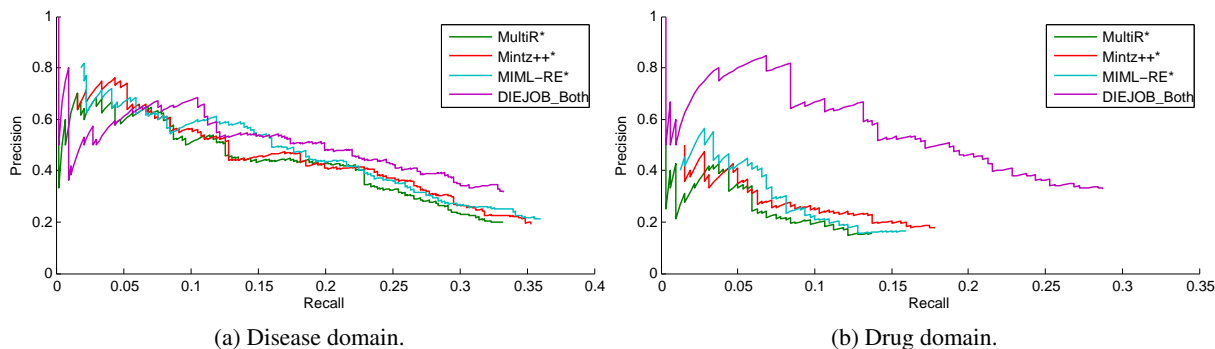 1
0.8
0.6
0.4
0.2
0
Precision
0
0.05
0.1
0.15
0.2
0.25
0.3
0.35
0.4
Recall
MultiR*
Mintz++*
MIML−RE*
DIEJOB_Both
(a) Disease domain.
1
0.8
0.6
0.4
0.2
0
Precision
0
0.05
0.1
0.15
0.2
0.25
0.3
0.35
Recall
MultiR*
Mintz++*
MIML−RE*
DIEJOB_Both
(b) Drug domain.